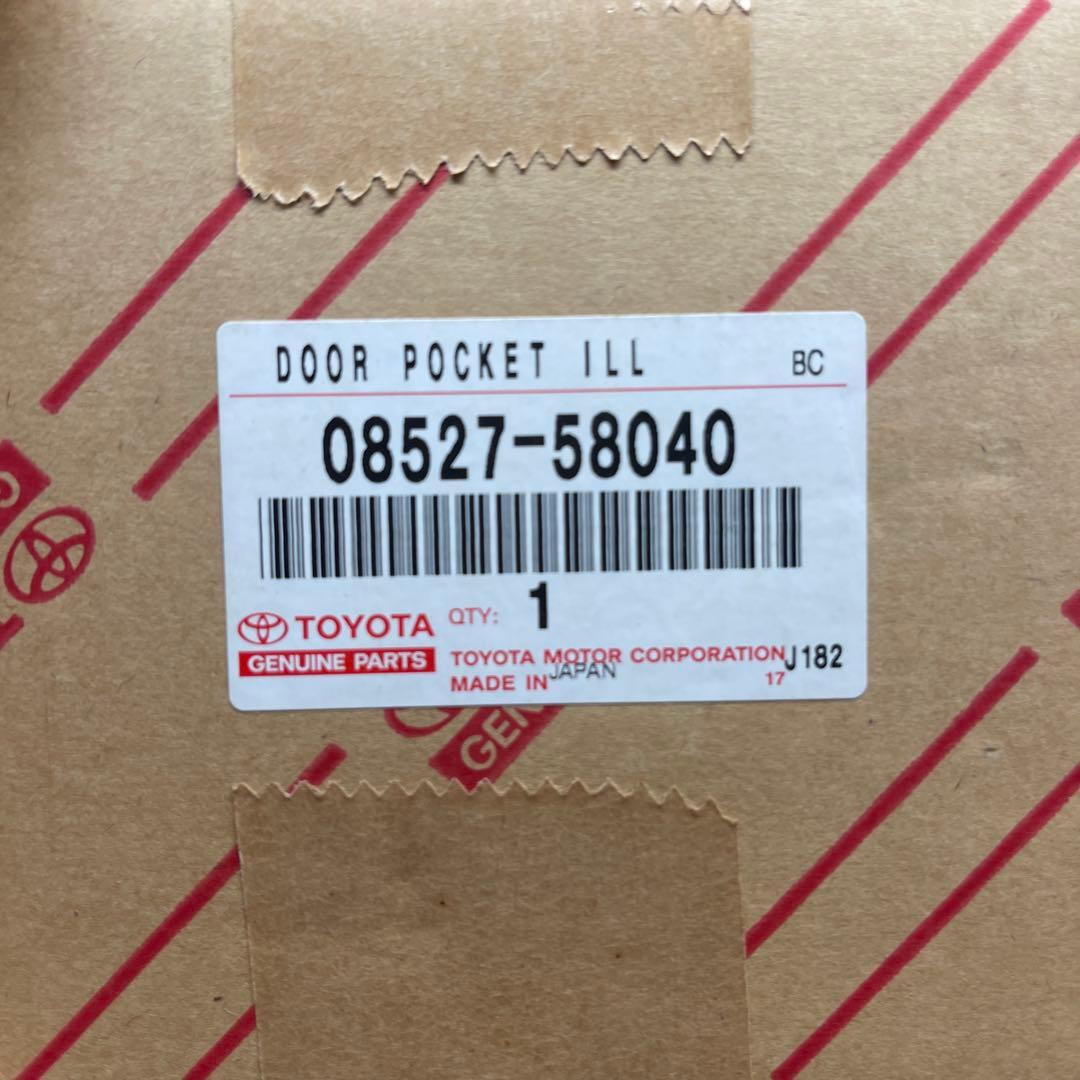 DOOR POCKET ILL BC
08527-58040
TOYOTA QTY: 1
GENUINE PARTS TOYOTA MOTOR CORPORATION J182
MADE IN JAPAN 17
GEN